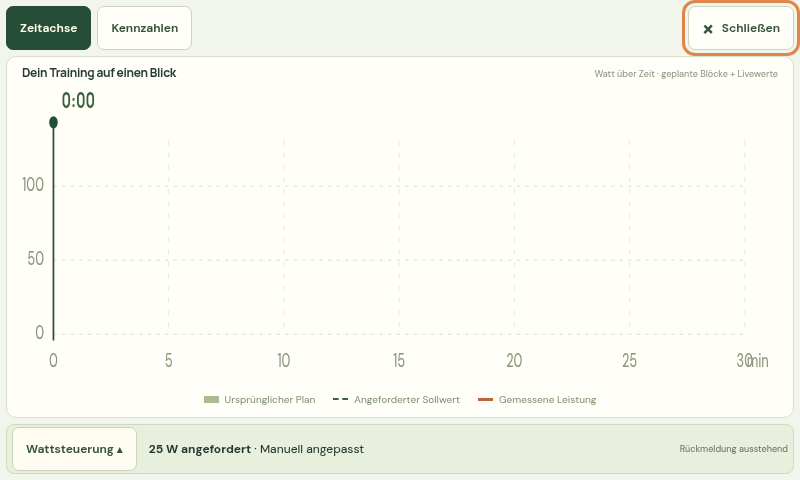 Zeitachse
Kennzahlen
× Schließen
Dein Training auf einen Blick
Watt über Zeit · geplante Blöcke + Livewerte
0:00
100
50
0
0 5 10 15 20 25 30 min
Ursprünglicher Plan
Angeforderter Sollwert
Gemessene Leistung
Wattsteuerung ▴
25 W angefordert · Manuell angepasst
Rückmeldung ausstehend